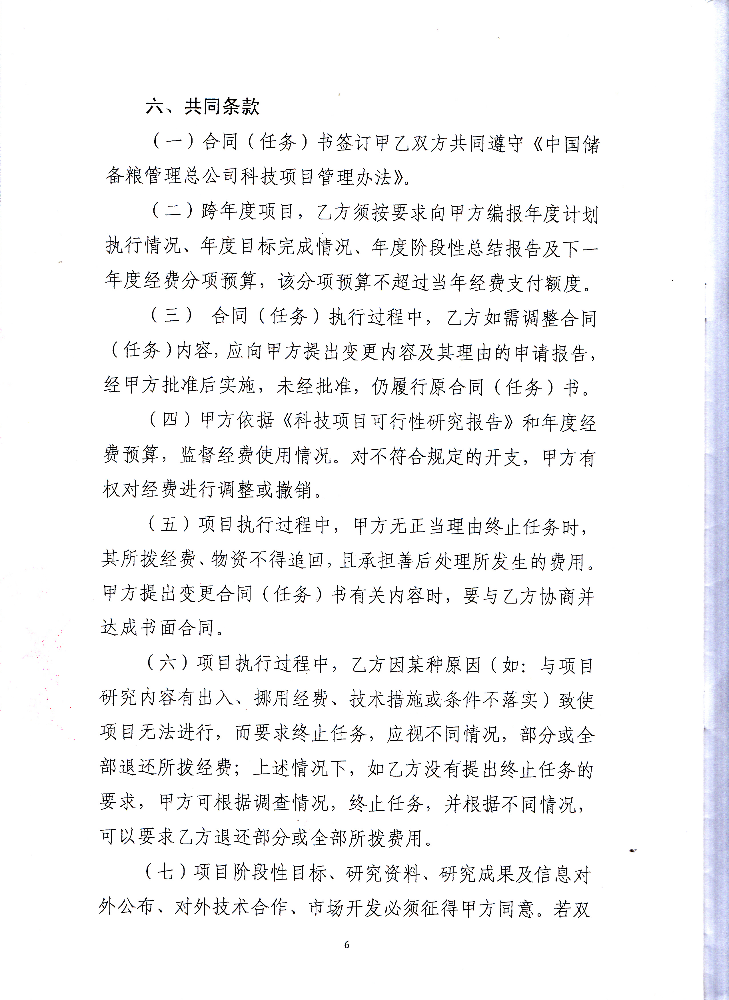 六、共同条款
（一）合同（任务）书签订甲乙双方共同遵守《中国储
备粮管理总公司科技项目管理办法》。
（二）跨年度项目，乙方须按要求向甲方编报年度计划
执行情况、年度目标完成情况、年度阶段性总结报告及下一
年度经费分项预算，该分项预算不超过当年经费支付额度。
（三） 合同（任务）执行过程中，乙方如需调整合同
（任务）内容，应向甲方提出变更内容及其理由的申请报告，
经甲方批准后实施，未经批准，仍履行原合同（任务）书。
（四）甲方依据《科技项目可行性研究报告》和年度经
费预算，监督经费使用情况。对不符合规定的开支，甲方有
权对经费进行调整或撤销。
（五）项目执行过程中，甲方无正当理由终止任务时，
其所拨经费、物资不得追回，且承担善后处理所发生的费用。
甲方提出变更合同（任务）书有关内容时，要与乙方协商并
达成书面合同。
（六）项目执行过程中，乙方因某种原因（如：与项目
研究内容有出入、挪用经费、技术措施或条件不落实）致使
项目无法进行，而要求终止任务，应视不同情况，部分或全
部退还所拨经费；上述情况下，如乙方没有提出终止任务的
要求，甲方可根据调查情况，终止任务，并根据不同情况，
可以要求乙方退还部分或全部所拨费用。
（七）项目阶段性目标、研究资料、研究成果及信息对
外公布、对外技术合作、市场开发必须征得甲方同意。若双
6